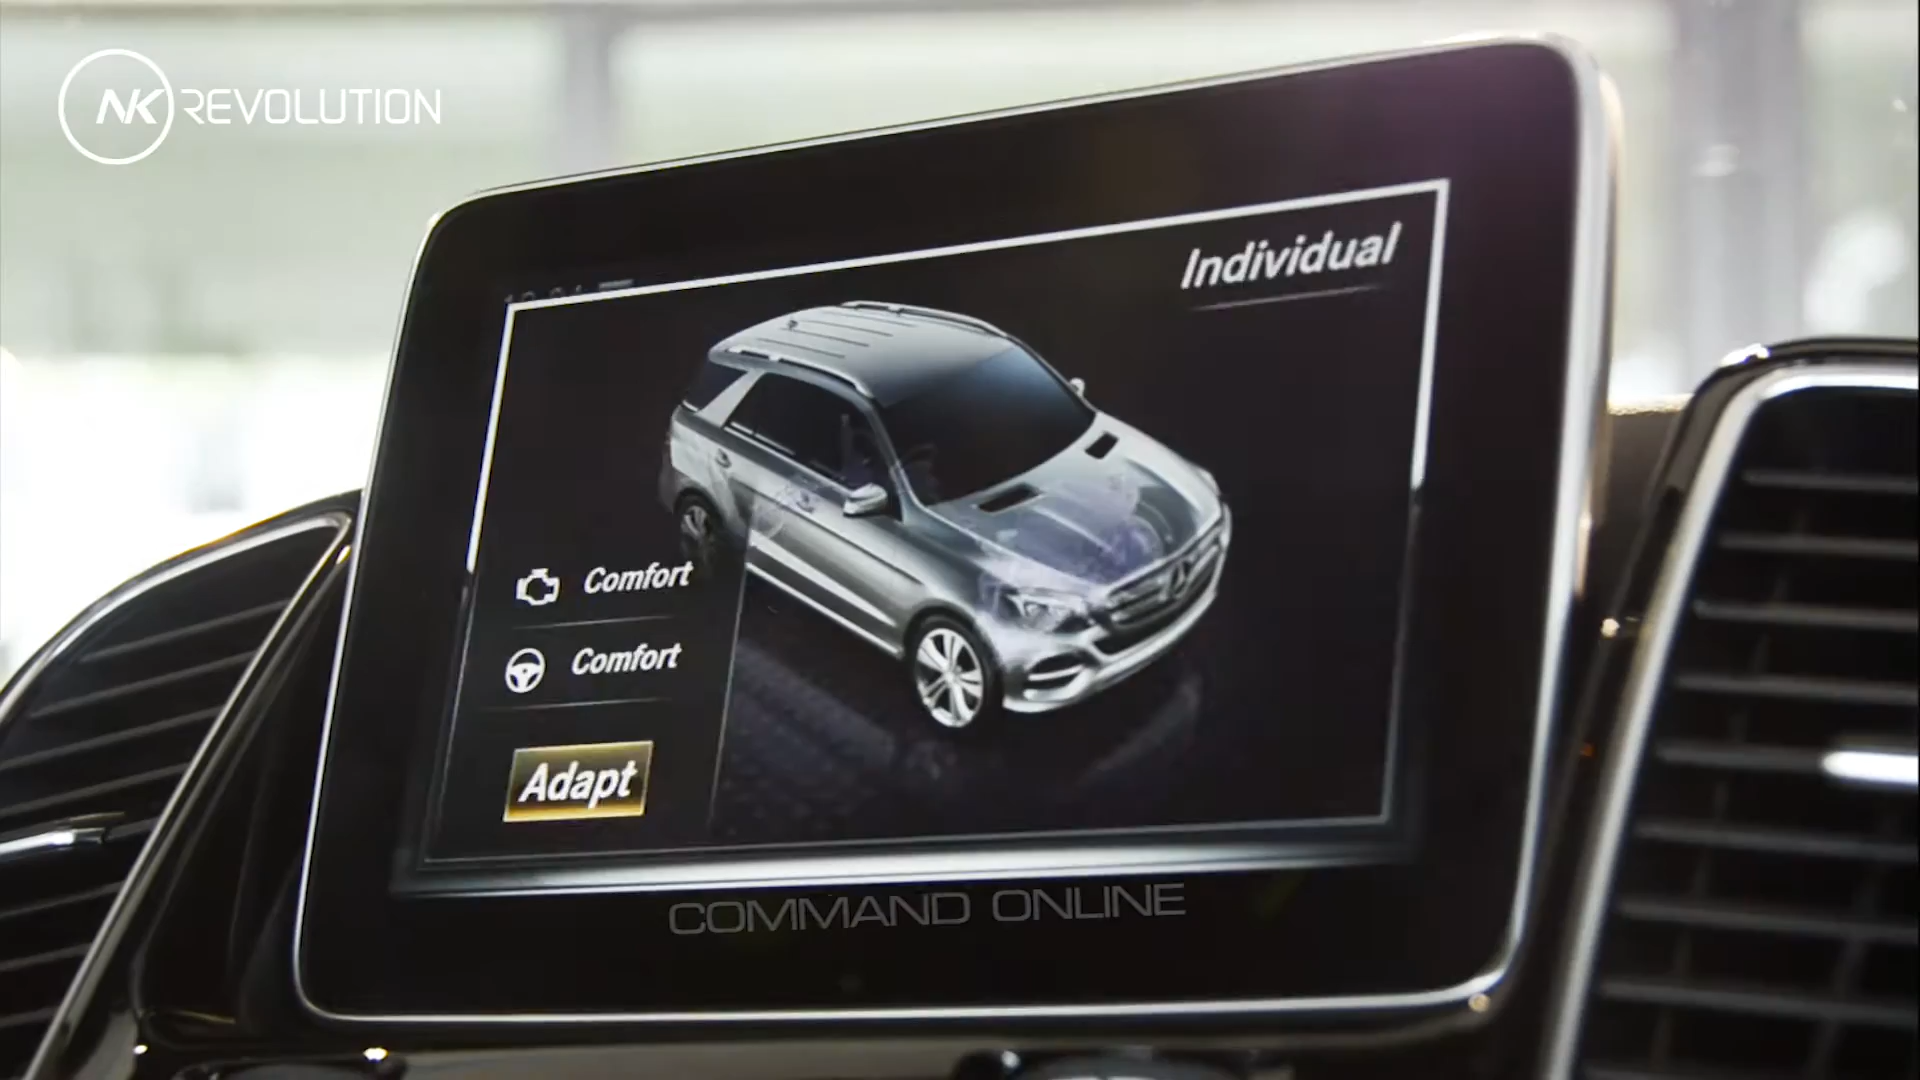 NK REVOLUTION
Individual
Comfort
Comfort
Adapt
COMMAND ONLINE